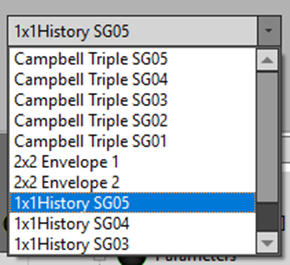 1x1History SG05
Campbell Triple SG05
Campbell Triple SG04
Campbell Triple SG03
Campbell Triple SG02
Campbell Triple SG01
2x2 Envelope 1
2x2 Envelope 2
1x1History SG05
1x1History SG04
1x1History SG03
Parameters